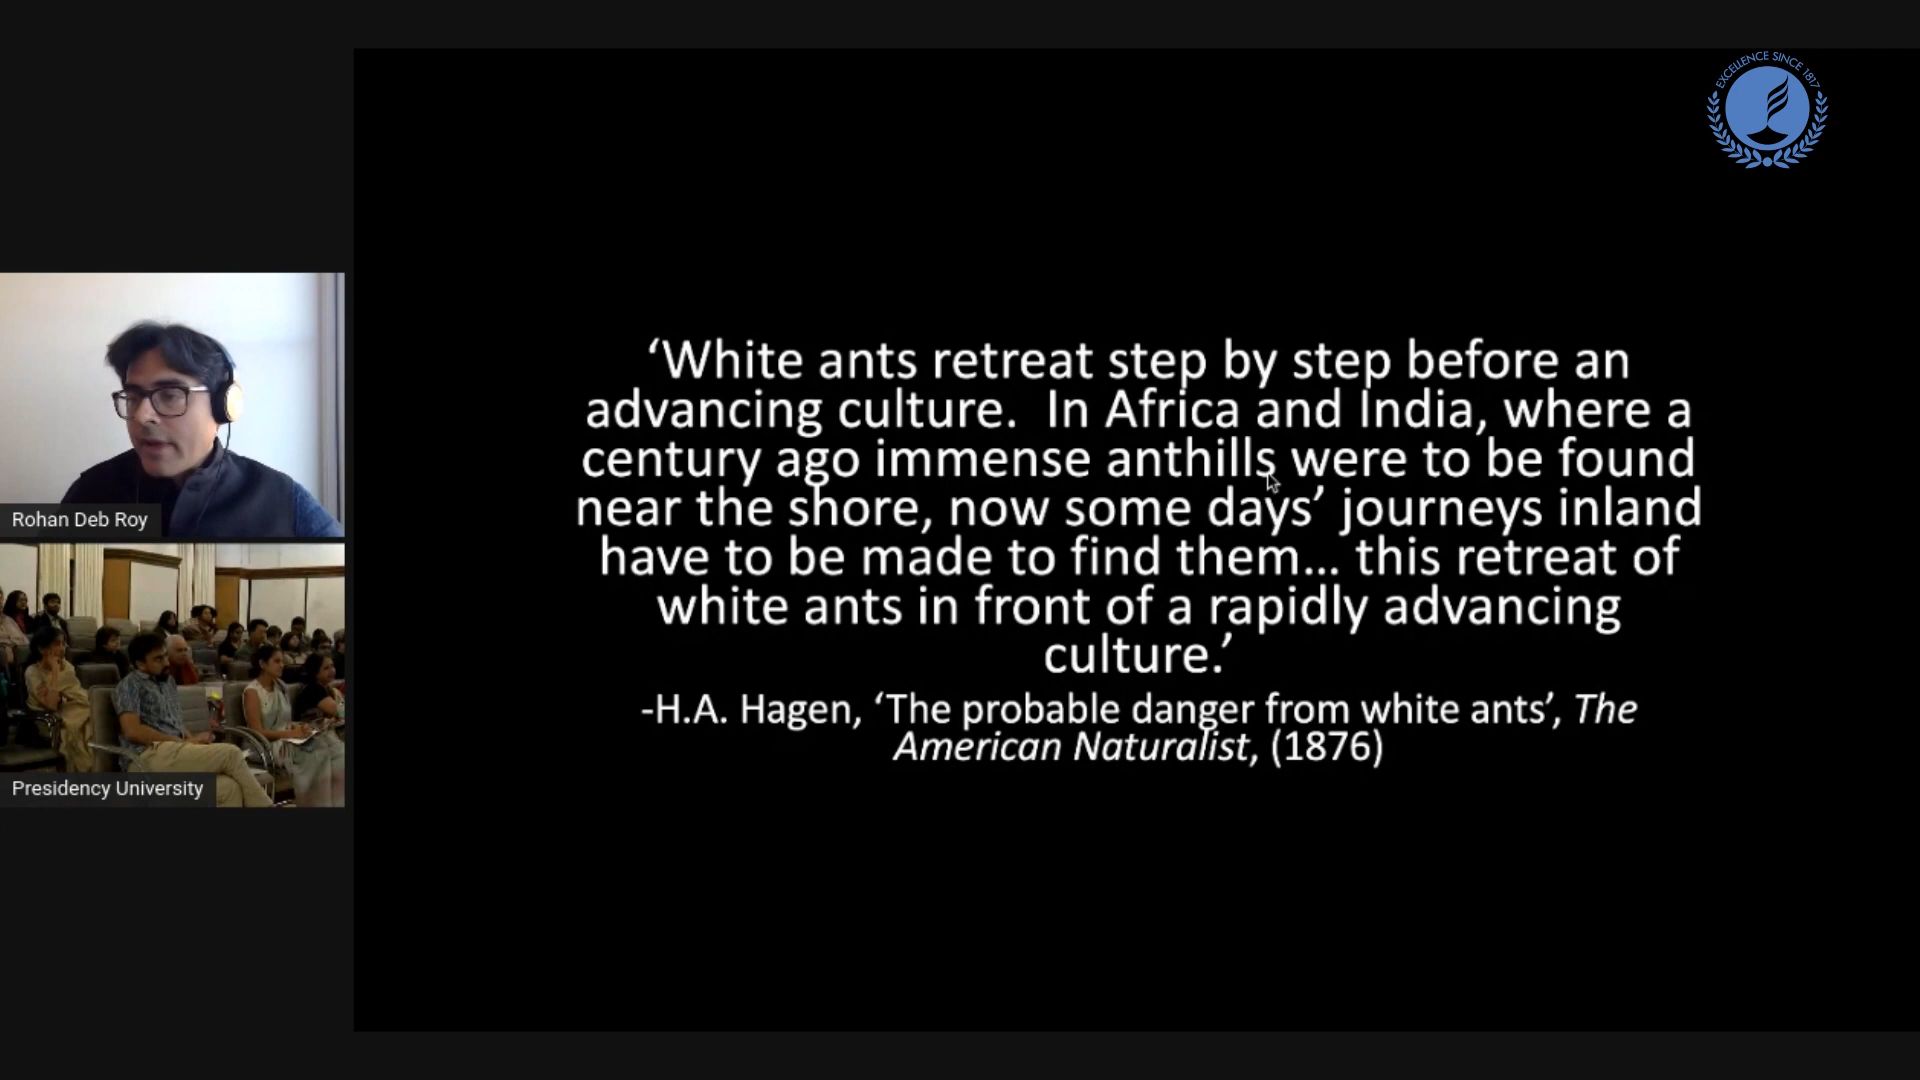 EXCELLENCE SINCE 1817
‘White ants retreat step by step before an
advancing culture.  In Africa and India, where a
century ago immense anthills were to be found
near the shore, now some days’ journeys inland
have to be made to find them... this retreat of
white ants in front of a rapidly advancing
culture.’
-H.A. Hagen, ‘The probable danger from white ants’, The
American Naturalist, (1876)
Rohan Deb Roy
Presidency University